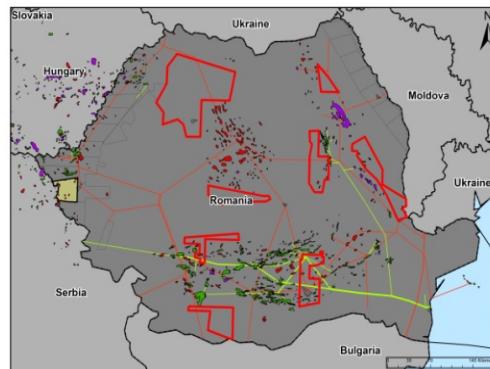 Slovakia
Ukraine
N
Hungary
Moldova
Ukraine
Romania
Serbia
Bulgaria